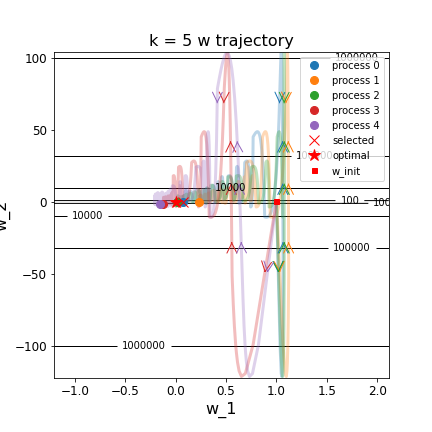 k = 5 w trajectory
100
50
0
−50
−100
w_2
1000000
10000
100
10000
100000
1000000
process 0
process 1
process 2
process 3
process 4
selected
optimal
w_init
−1.0
−0.5
0.0
0.5
1.0
1.5
2.0
w_1